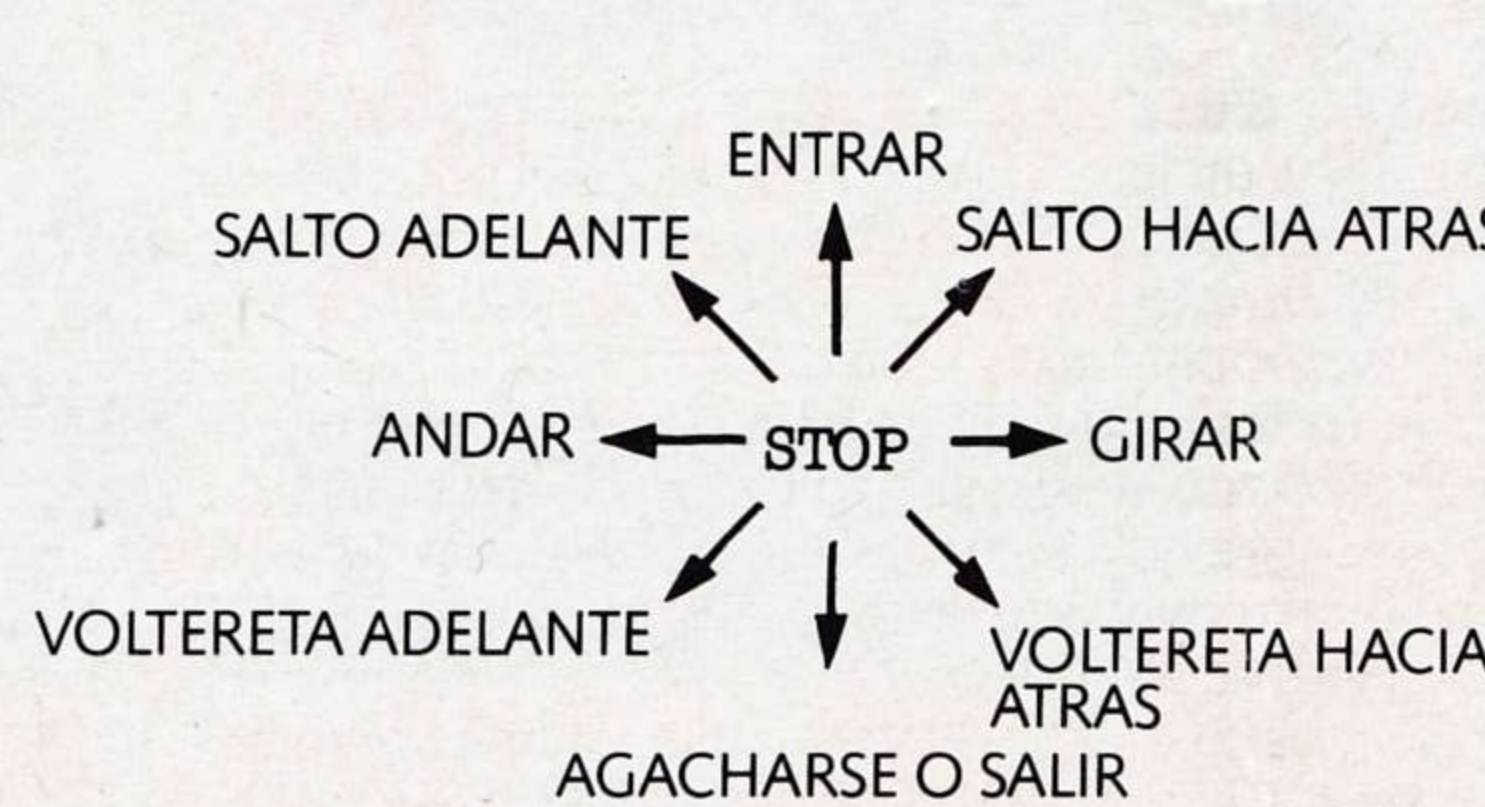 ENTRAR
SALTO ADELANTE
SALTO HACIA ATRAS
ANDAR
STOP
GIRAR
VOLTERETA ADELANTE
VOLTERETA HACIA
ATRAS
AGACHARSE O SALIR